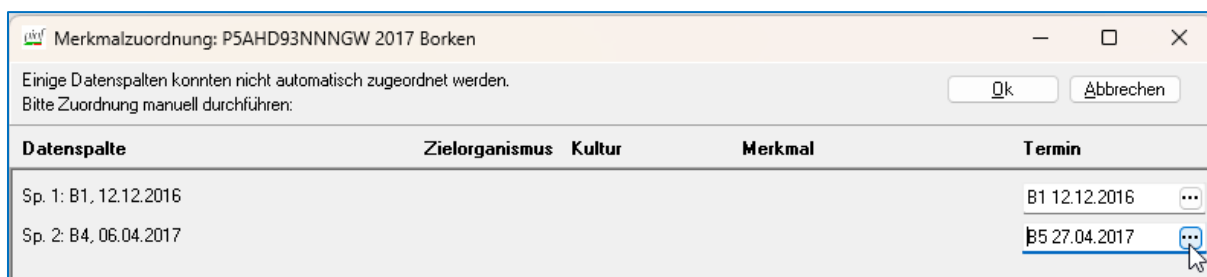 piaf Merkmalzuordnung: P5AHD93NNNGW 2017 Borken
Einige Datenspalten konnten nicht automatisch zugeordnet werden.
Bitte Zuordnung manuell durchführen:
Ok Abbrechen
Datenspalte Zielorganismus Kultur Merkmal Termin
Sp. 1: B1, 12.12.2016 B1 12.12.2016 ...
Sp. 2: B4, 06.04.2017 B5 27.04.2017 ...